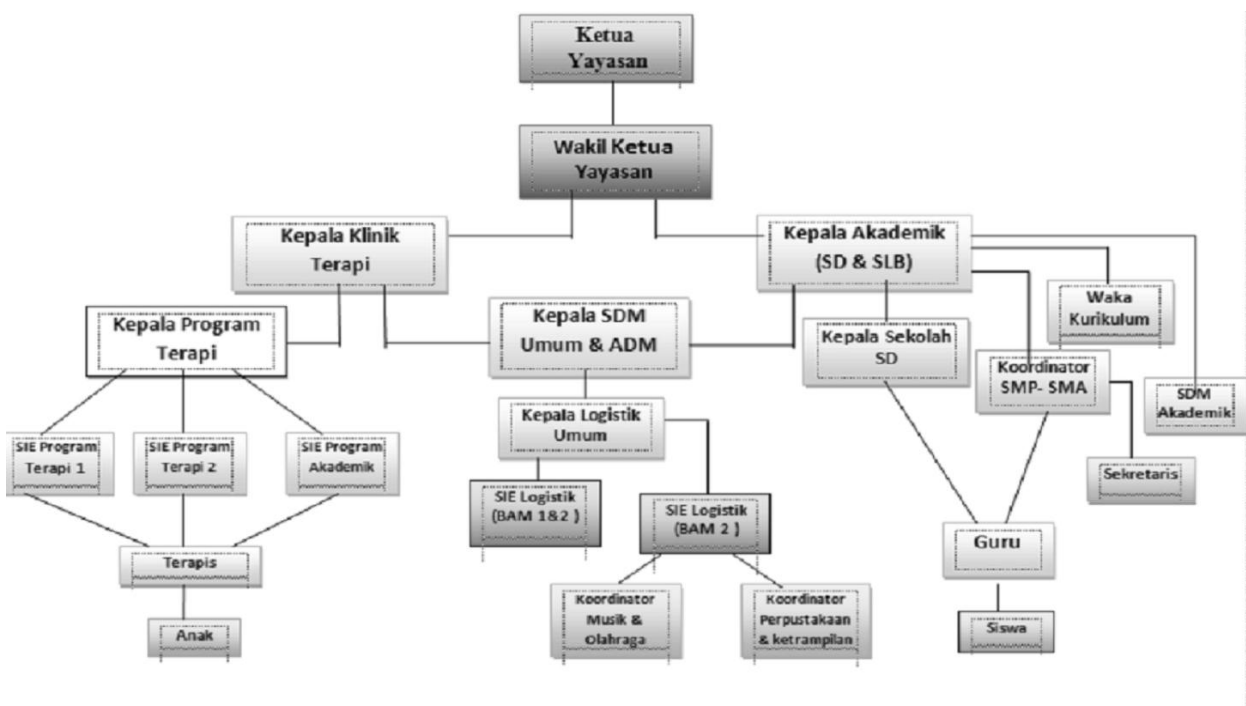 Ketua
Yayasan
Wakil Ketua
Yayasan
Kepala Klinik
Terapi
Kepala Akademik
(SD & SLB)
Kepala Program
Terapi
Kepala SDM
Umum & ADM
Kepala Sekolah
SD
Waka
Kurikulum
Koordinator
SMP- SMA
SDM
Akademik
SIE Program
Terapi 1
SIE Program
Terapi 2
SIE Program
Akademik
Kepala Logistik
Umum
Sekretaris
SIE Logistik
(BAM 1&2 )
SIE Logistik
(BAM 2 )
Guru
Terapis
Koordinator
Musik &
Olahraga
Koordinator
Perpustakaan
& ketrampilan
Anak
Siswa